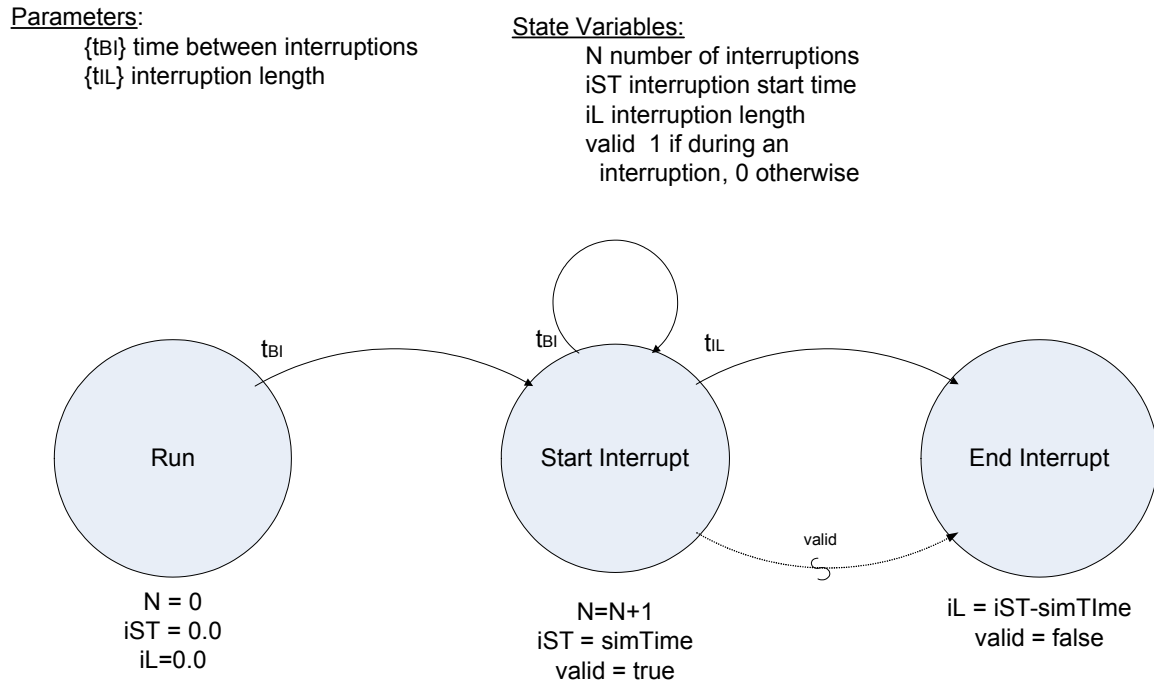 Parameters:
{tBI} time between interruptions
{tIL} interruption length
State Variables:
N number of interruptions
iST interruption start time
iL interruption length
valid 1 if during an
interruption, 0 otherwise
tBI
tBI
tIL
Run
Start Interrupt
End Interrupt
valid
N = 0
iST = 0.0
iL=0.0
N=N+1
iST = simTime
valid = true
iL = iST-simTIme
valid = false